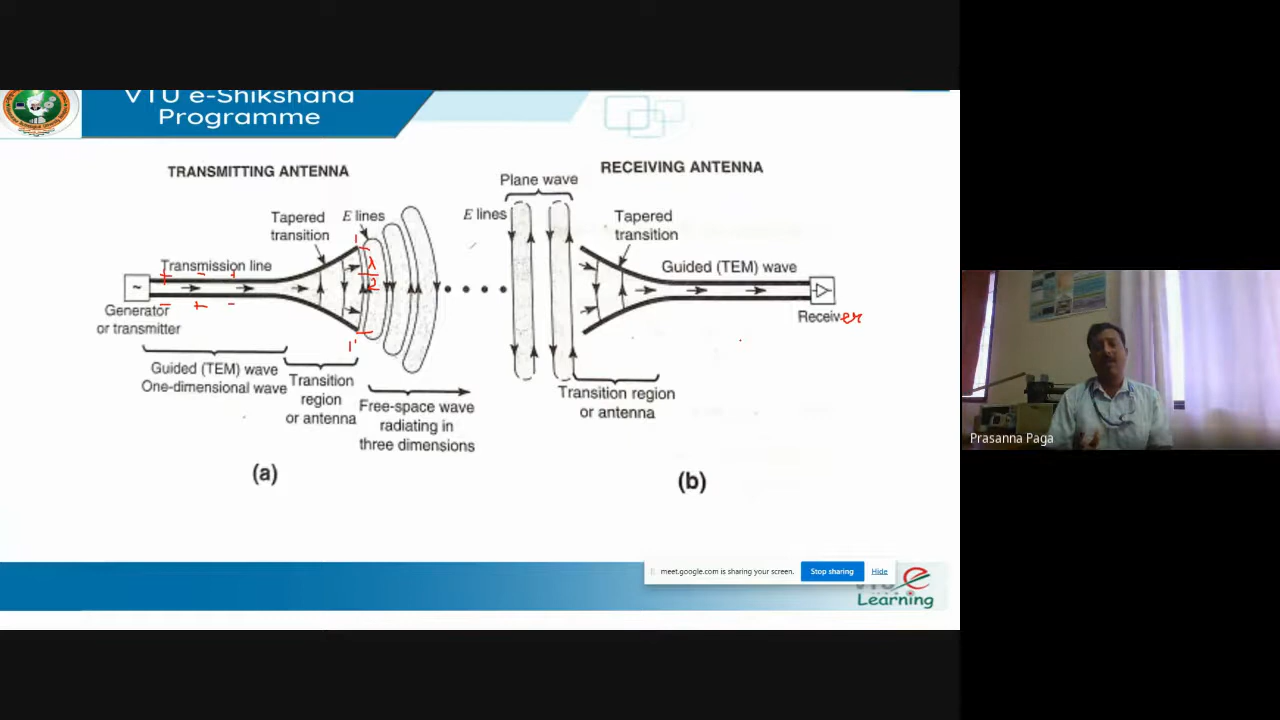 VTU e-Shikshana
Programme
TRANSMITTING ANTENNA
RECEIVING ANTENNA
Plane wave
Tapered
transition
E lines
E lines
Tapered
transition
1
λ
2
1'
Transmission line
Guided (TEM) wave
~
Generator
or transmitter
Receiver
Guided (TEM) wave
One-dimensional wave
Transition
region
or antenna
Free-space wave
radiating in
three dimensions
Transition region
or antenna
(a)
(b)
Prasanna Paga
meet.google.com is sharing your screen.
Stop sharing
Hide
Learning